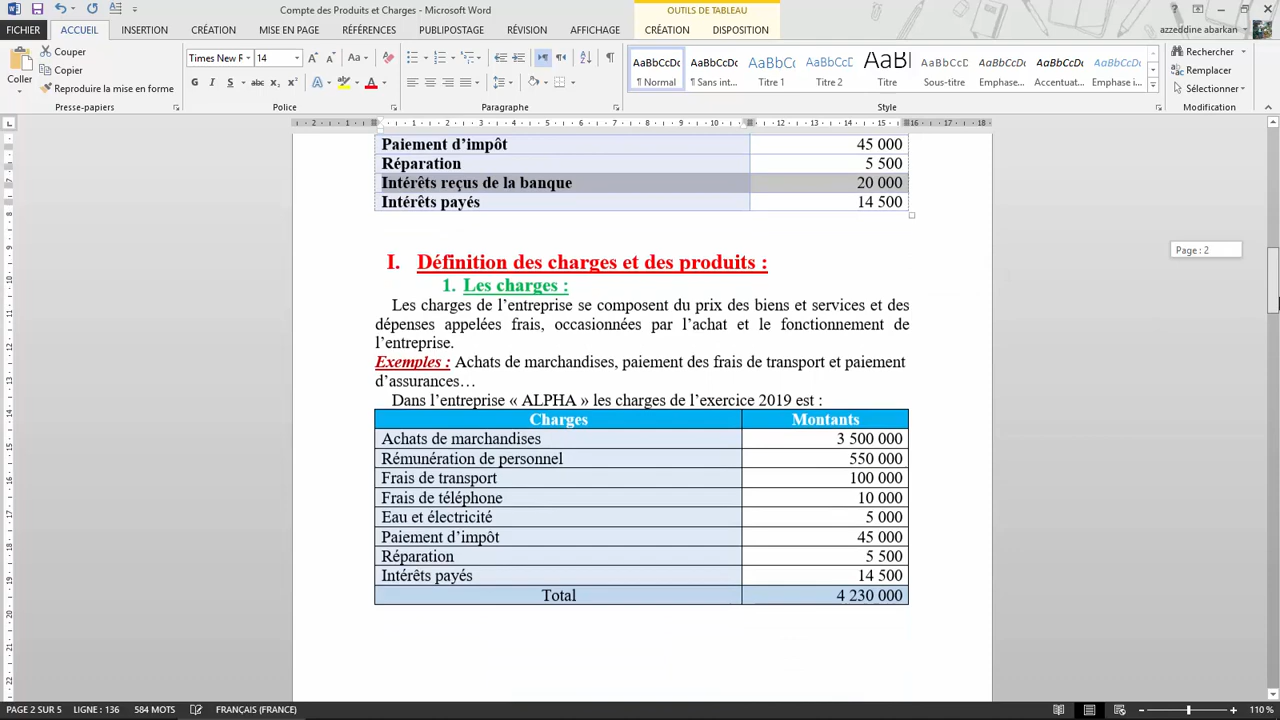 Compte des Produits et Charges - Microsoft Word
OUTILS DE TABLEAU
FICHIER ACCUEIL INSERTION CRÉATION MISE EN PAGE RÉFÉRENCES PUBLIPOSTAGE RÉVISION AFFICHAGE CRÉATION DISPOSITION azzeddine abarkan
Coller
Couper
Copier
Reproduire la mise en forme
Presse-papiers
Times New R 14
Police
Paragraphe
AaBbCcDc AaBbCcDc AaBbCc AaBbCcC AaBl AaBbCcC AaBbCcDc AaBbCcDc AaBbCcDc
¶ Normal ¶ Sans int... Titre 1 Titre 2 Titre Sous-titre Emphase... Accentuat... Emphase i...
Style
Rechercher
Remplacer
Sélectionner
Modification
Paiement d’impôt 45 000
Réparation 5 500
Intérêts reçus de la banque 20 000
Intérêts payés 14 500
Page : 2
I. Définition des charges et des produits :
1. Les charges :
Les charges de l’entreprise se composent du prix des biens et services et des
dépenses appelées frais, occasionnées par l’achat et le fonctionnement de
l’entreprise.
Exemples : Achats de marchandises, paiement des frais de transport et paiement
d’assurances…
Dans l’entreprise « ALPHA » les charges de l’exercice 2019 est :
Charges Montants
Achats de marchandises 3 500 000
Rémunération de personnel 550 000
Frais de transport 100 000
Frais de téléphone 10 000
Eau et électricité 5 000
Paiement d’impôt 45 000
Réparation 5 500
Intérêts payés 14 500
Total 4 230 000
PAGE 2 SUR 5 LIGNE : 136 584 MOTS FRANÇAIS (FRANCE) 110 %